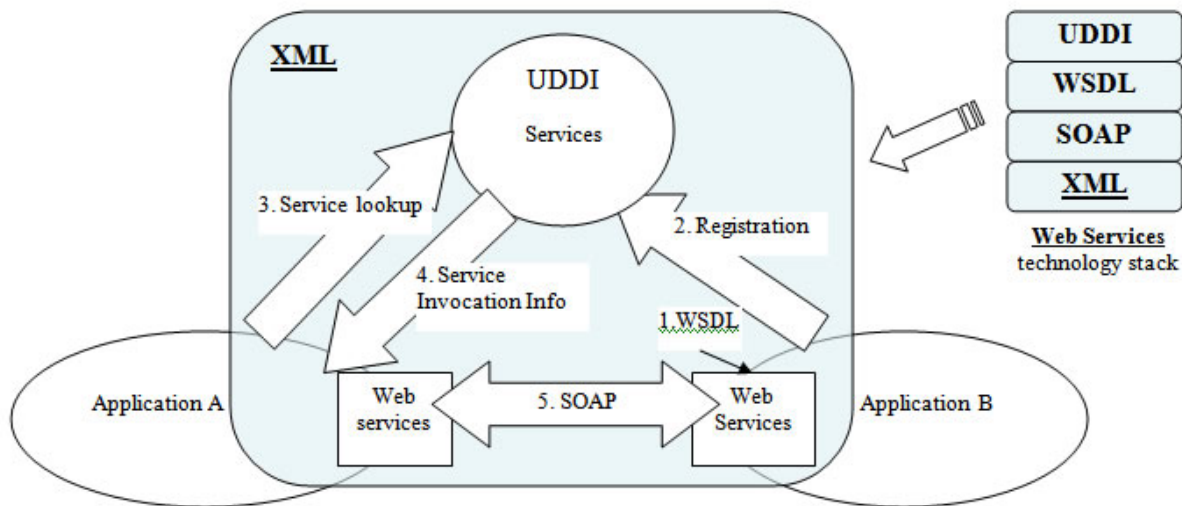 XML
UDDI
Services
3. Service lookup
2. Registration
4. Service
Invocation Info
1.WSDL
Application A
Web
services
5. SOAP
Web
Services
Application B
UDDI
WSDL
SOAP
XML
Web Services
technology stack